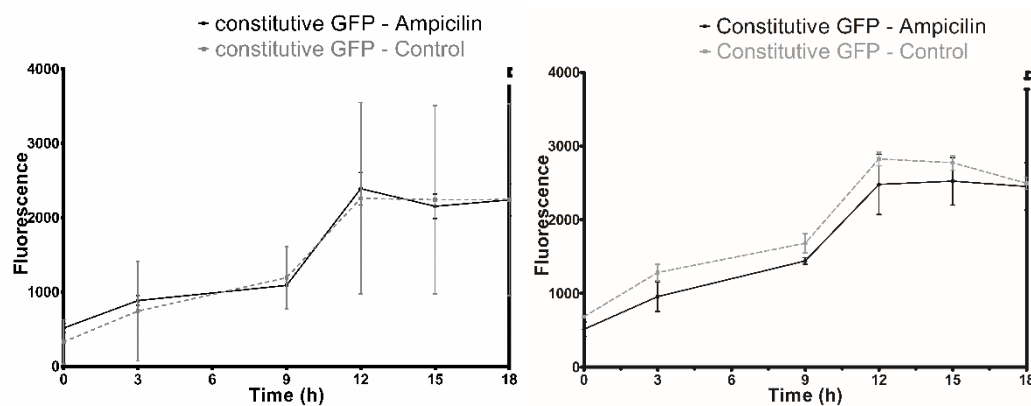 constitutive GFP - Ampicilin
constitutive GFP - Control
4000
3000
2000
1000
0
Fluorescence
0 3 6 9 12 15 18
Time (h)
Constitutive GFP - Ampicilin
Constitutive GFP - Control
4000
3000
2000
1000
0
Fluorescence
0 3 6 9 12 15 18
Time (h)